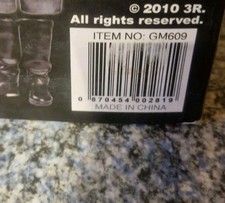 © 2010 3R.
All rights reserved.
ITEM NO: GM609
0 870454 002819
MADE IN CHINA